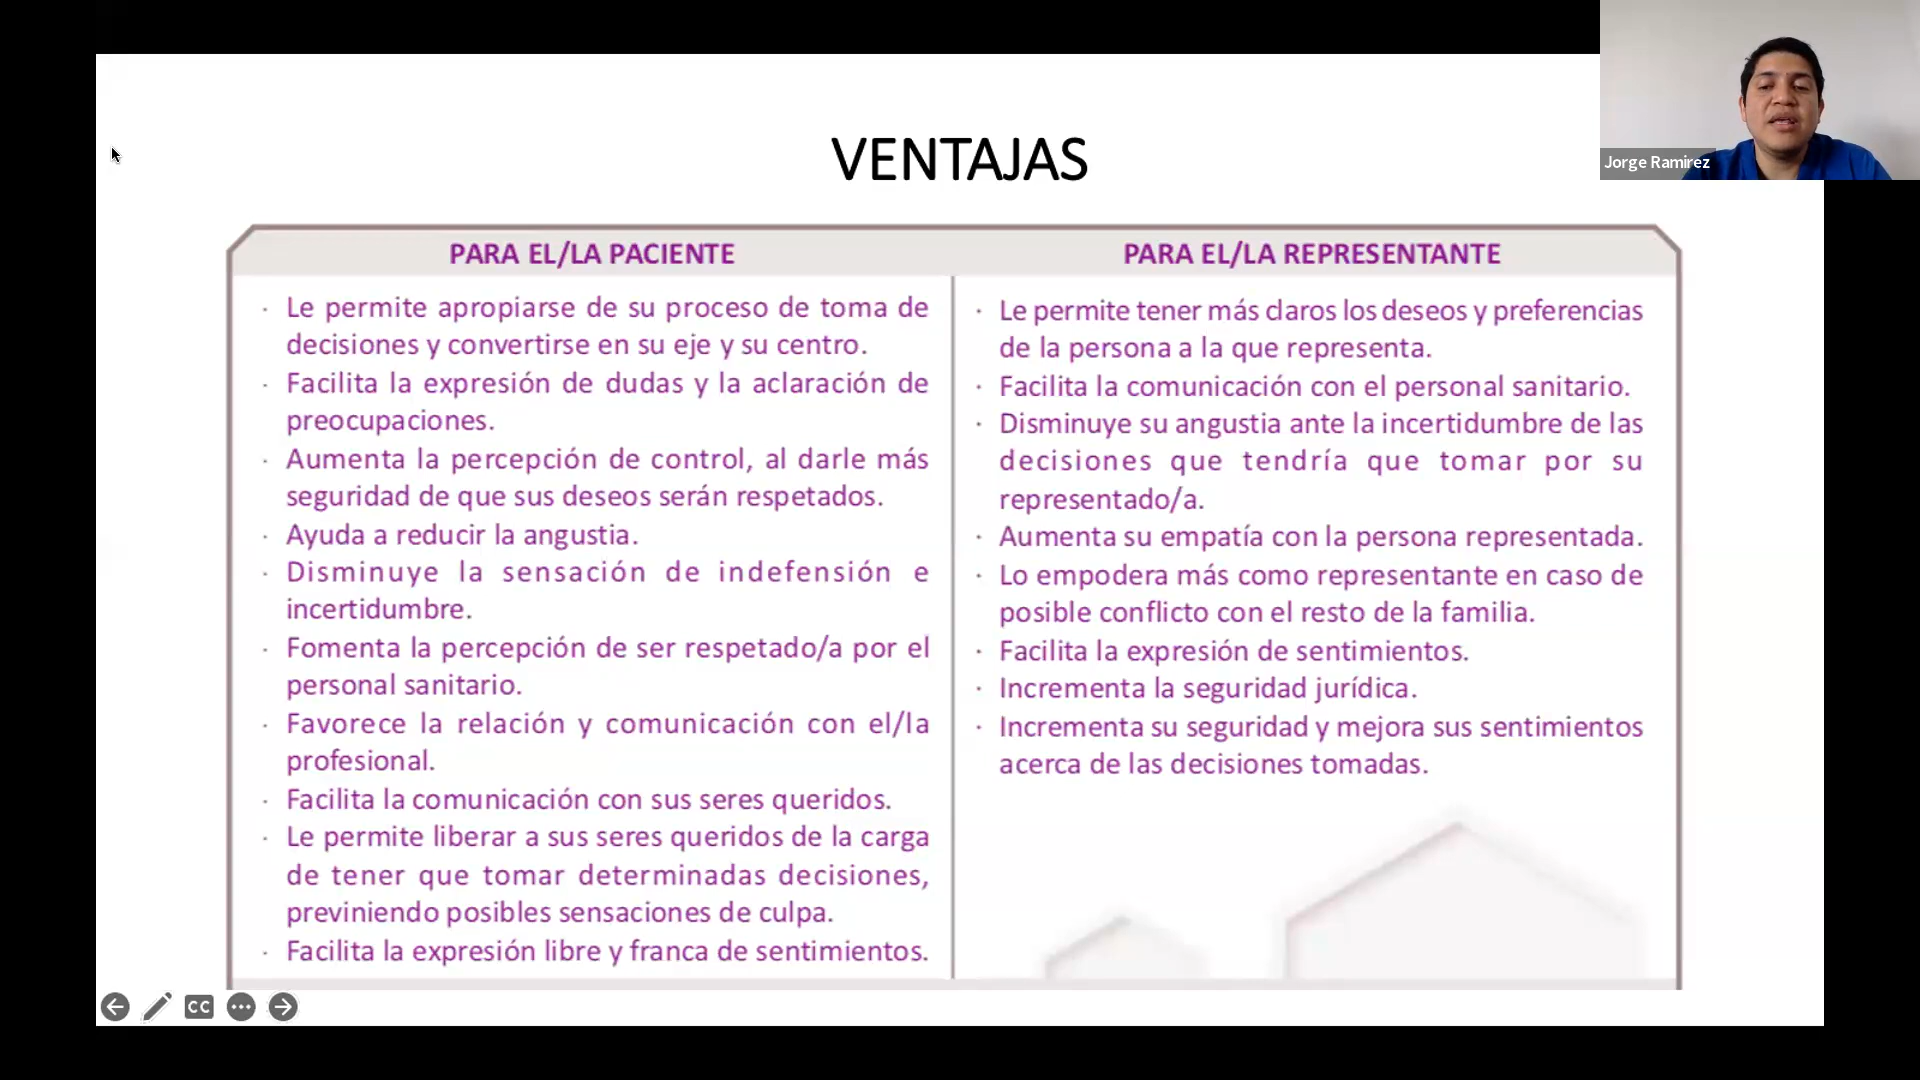 VENTAJAS
Jorge Ramirez
PARA EL/LA PACIENTE
· Le permite apropiarse de su proceso de toma de
decisiones y convertirse en su eje y su centro.
· Facilita la expresión de dudas y la aclaración de
preocupaciones.
· Aumenta la percepción de control, al darle más
seguridad de que sus deseos serán respetados.
· Ayuda a reducir la angustia.
· Disminuye la sensación de indefensión e
incertidumbre.
· Fomenta la percepción de ser respetado/a por el
personal sanitario.
· Favorece la relación y comunicación con el/la
profesional.
· Facilita la comunicación con sus seres queridos.
· Le permite liberar a sus seres queridos de la carga
de tener que tomar determinadas decisiones,
previniendo posibles sensaciones de culpa.
· Facilita la expresión libre y franca de sentimientos.
PARA EL/LA REPRESENTANTE
· Le permite tener más claros los deseos y preferencias
de la persona a la que representa.
· Facilita la comunicación con el personal sanitario.
· Disminuye su angustia ante la incertidumbre de las
decisiones que tendría que tomar por su
representado/a.
· Aumenta su empatía con la persona representada.
· Lo empodera más como representante en caso de
posible conflicto con el resto de la familia.
· Facilita la expresión de sentimientos.
· Incrementa la seguridad jurídica.
· Incrementa su seguridad y mejora sus sentimientos
acerca de las decisiones tomadas.
CC